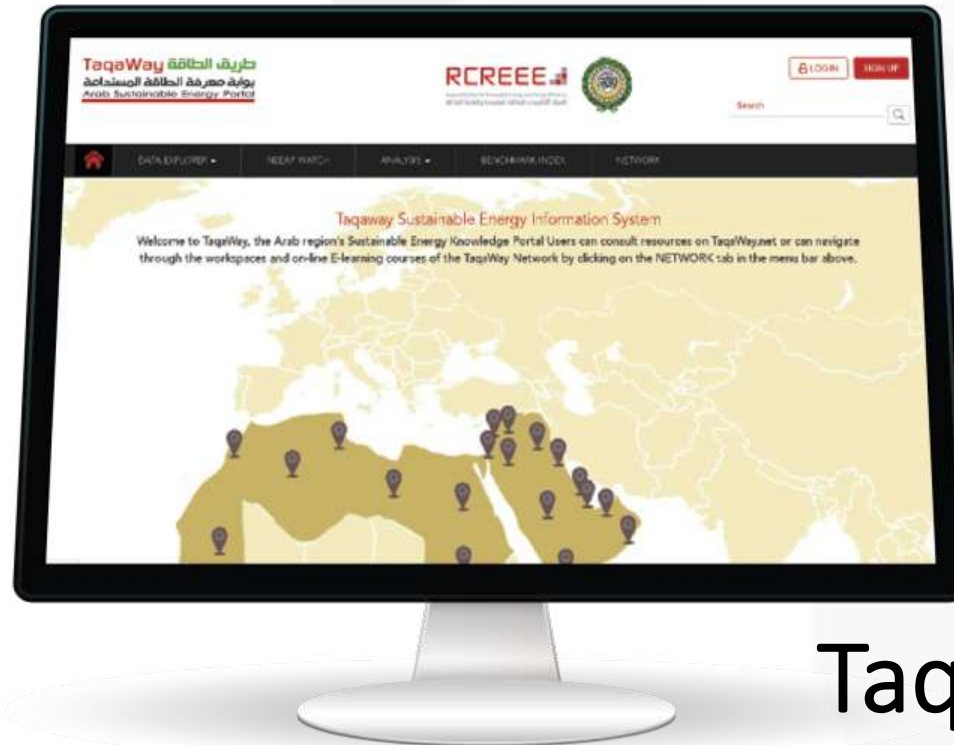 TaqaWay طريق الطاقة
بوابة معرفة الطاقة المستدامة
Arab Sustainable Energy Portal
RCREEE
LOGIN
SIGN UP
Search
DATA EXPLORER
NEEAP WATCH
ANALYSIS
BENCHMARK INDEX
NETWORK
Taqaway Sustainable Energy Information System
Welcome to TaqaWay, the Arab region's Sustainable Energy Knowledge Portal Users can consult resources on TaqaWay.net or can navigate
through the workspaces and on-line E-learning courses of the TaqaWay Network by clicking on the NETWORK tab in the menu bar above.
Taq